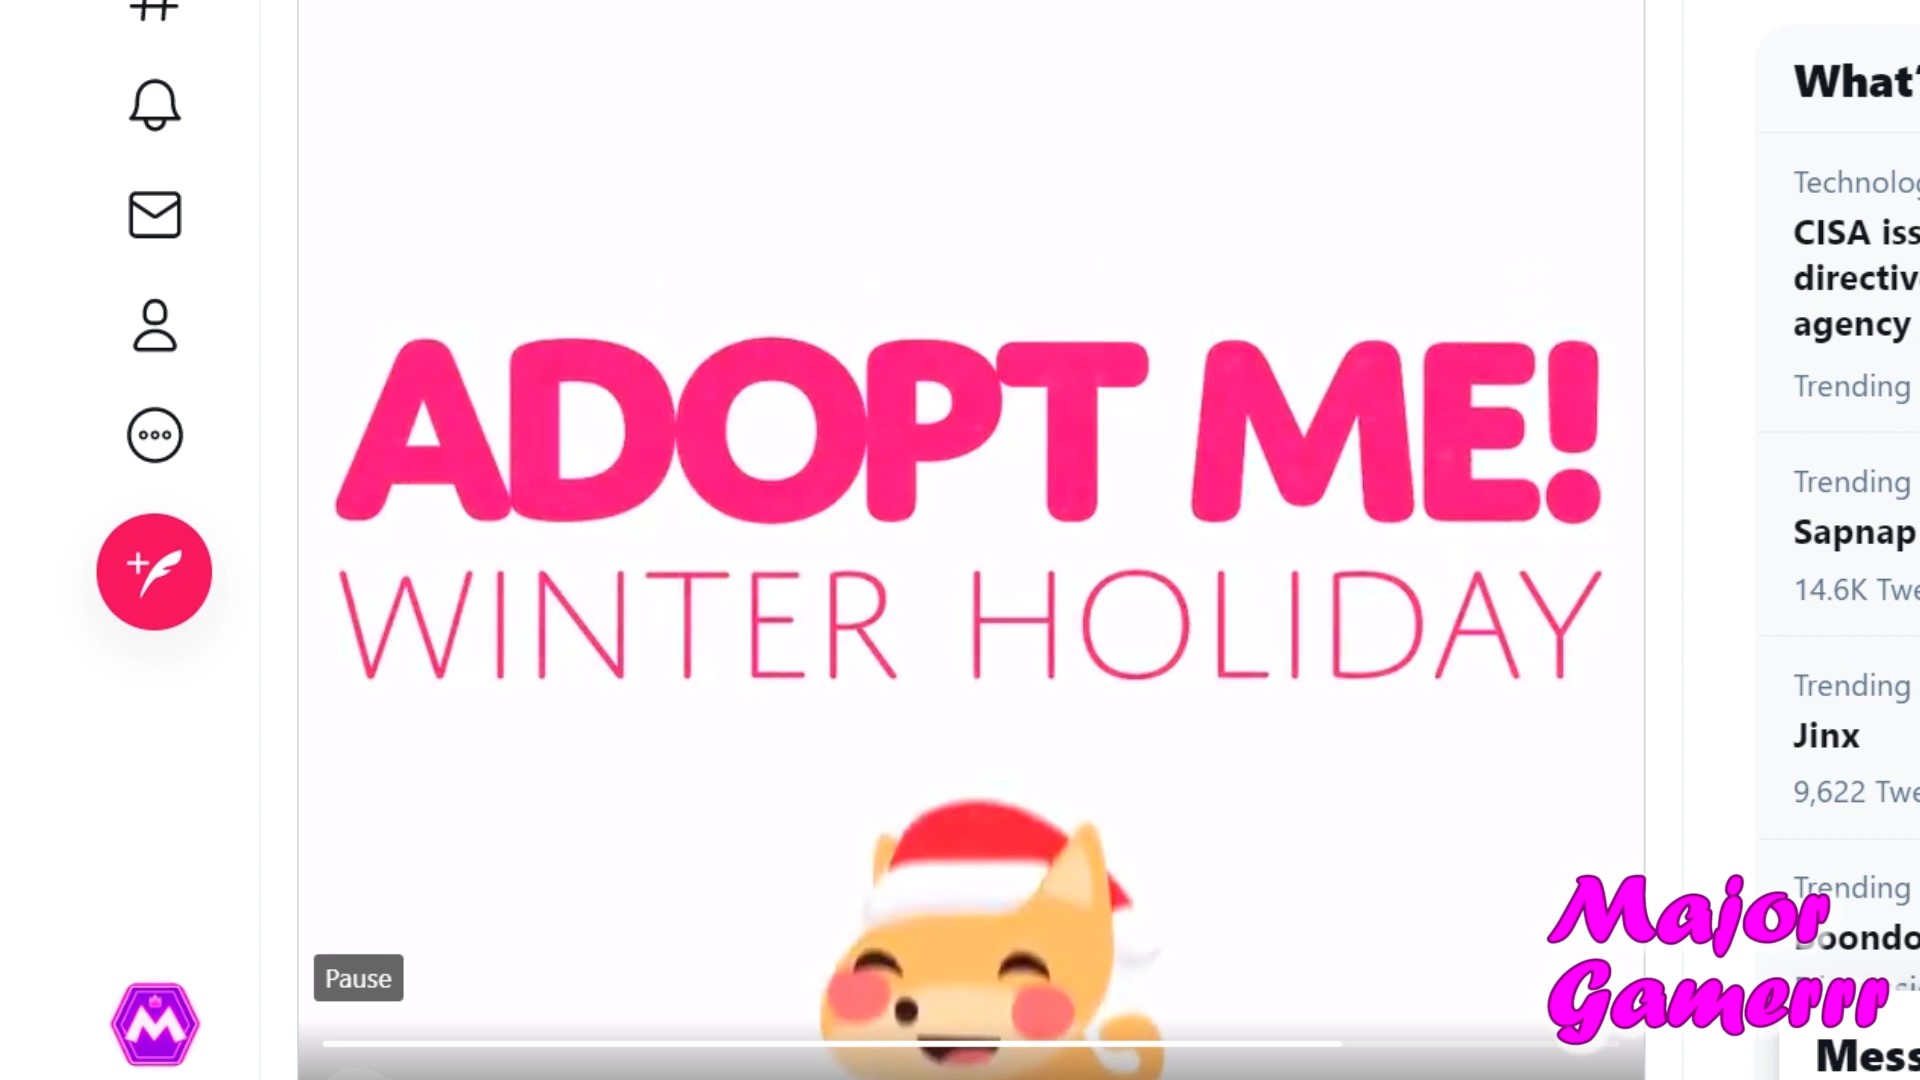 ADOPT ME!
WINTER HOLIDAY
Pause
What'
Technolog
CISA iss
directiv
agency
Trending
Trending
Sapnap
14.6K Twe
Trending
Jinx
9,622 Twe
Trending
Major
Gamerrr
Mess